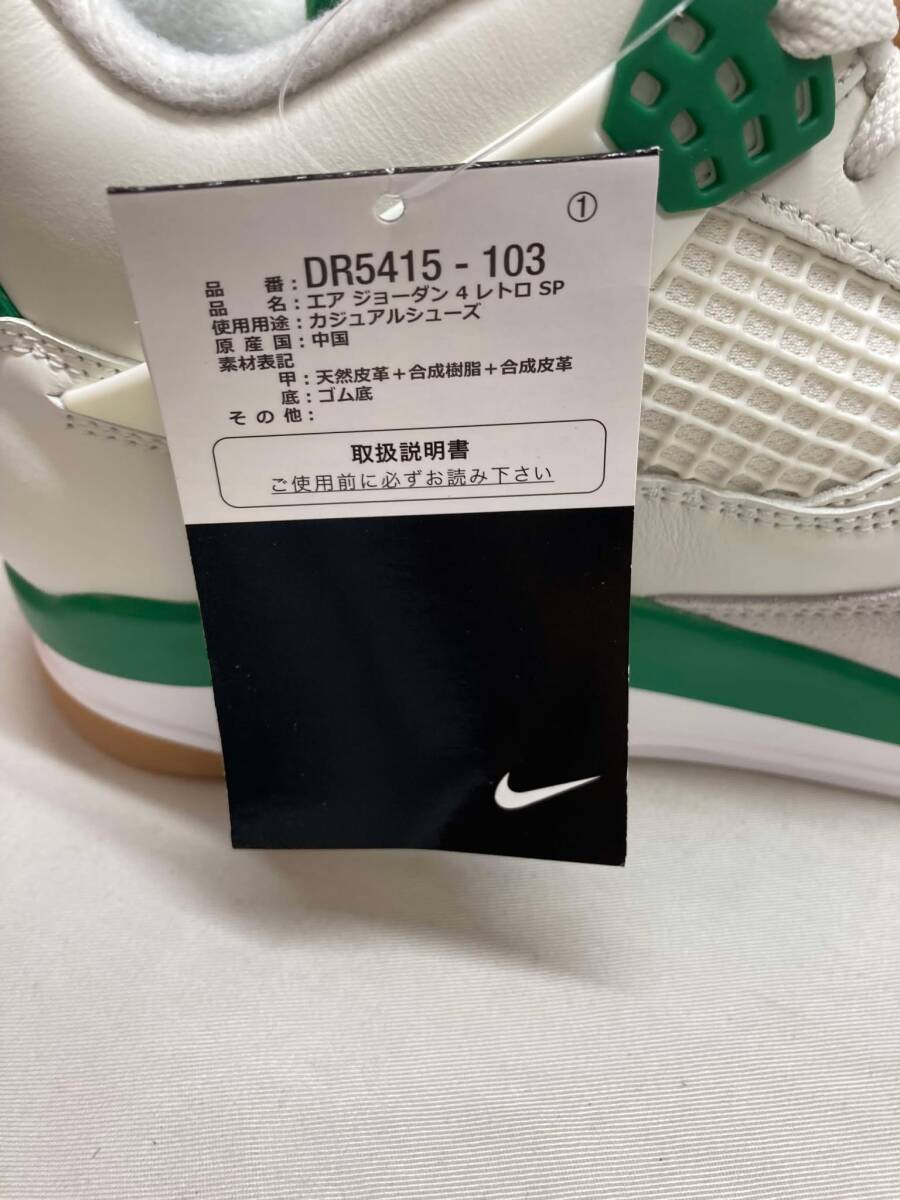 ①
品番：DR5415 - 103
品名：エア ジョーダン 4 レトロ SP
使用用途：カジュアルシューズ
原産国：中国
素材表記
甲：天然皮革＋合成樹脂＋合成皮革
底：ゴム底
その他：
取扱説明書
ご使用前に必ずお読み下さい